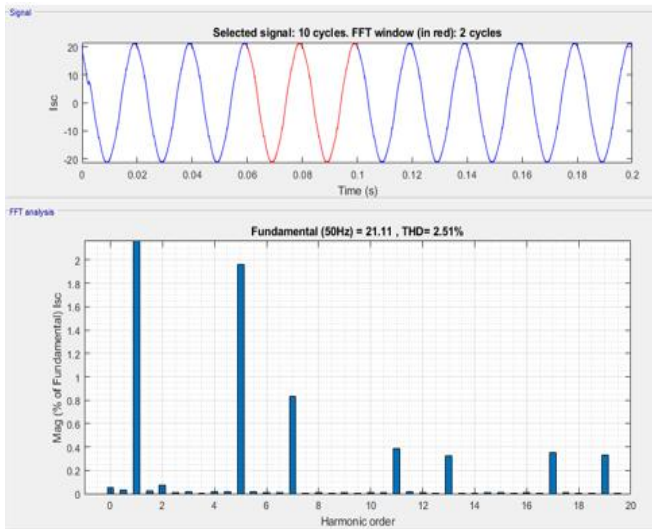 Signal
Selected signal: 10 cycles. FFT window (in red): 2 cycles
20
10
0
-10
-20
Isc
0 0.02 0.04 0.06 0.08 0.1 0.12 0.14 0.16 0.18 0.2
Time (s)
FFT analysis
Fundamental (50Hz) = 21.11 , THD= 2.51%
2
1.8
1.6
1.4
1.2
1
0.8
0.6
0.4
0.2
0
Mag (% of Fundamental) Isc
0 2 4 6 8 10 12 14 16 18 20
Harmonic order